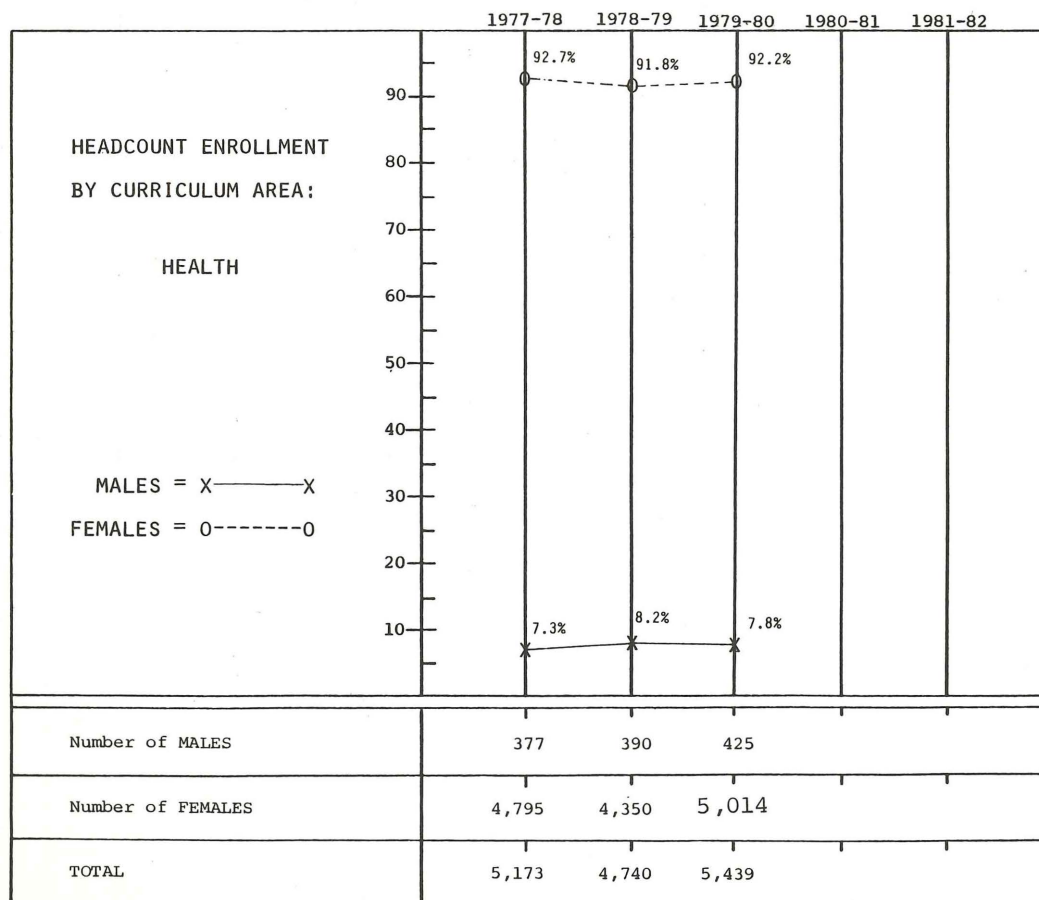 1977-78 1978-79 1979-80 1980-81 1981-82
92.7% 91.8% 92.2%
90
HEADCOUNT ENROLLMENT
80
BY CURRICULUM AREA:
70
HEALTH
60
50
40
MALES = X———X
30
FEMALES = O-------O
20
7.3% 8.2% 7.8%
10
Number of MALES 377 390 425
Number of FEMALES 4,795 4,350 5,014
TOTAL 5,173 4,740 5,439